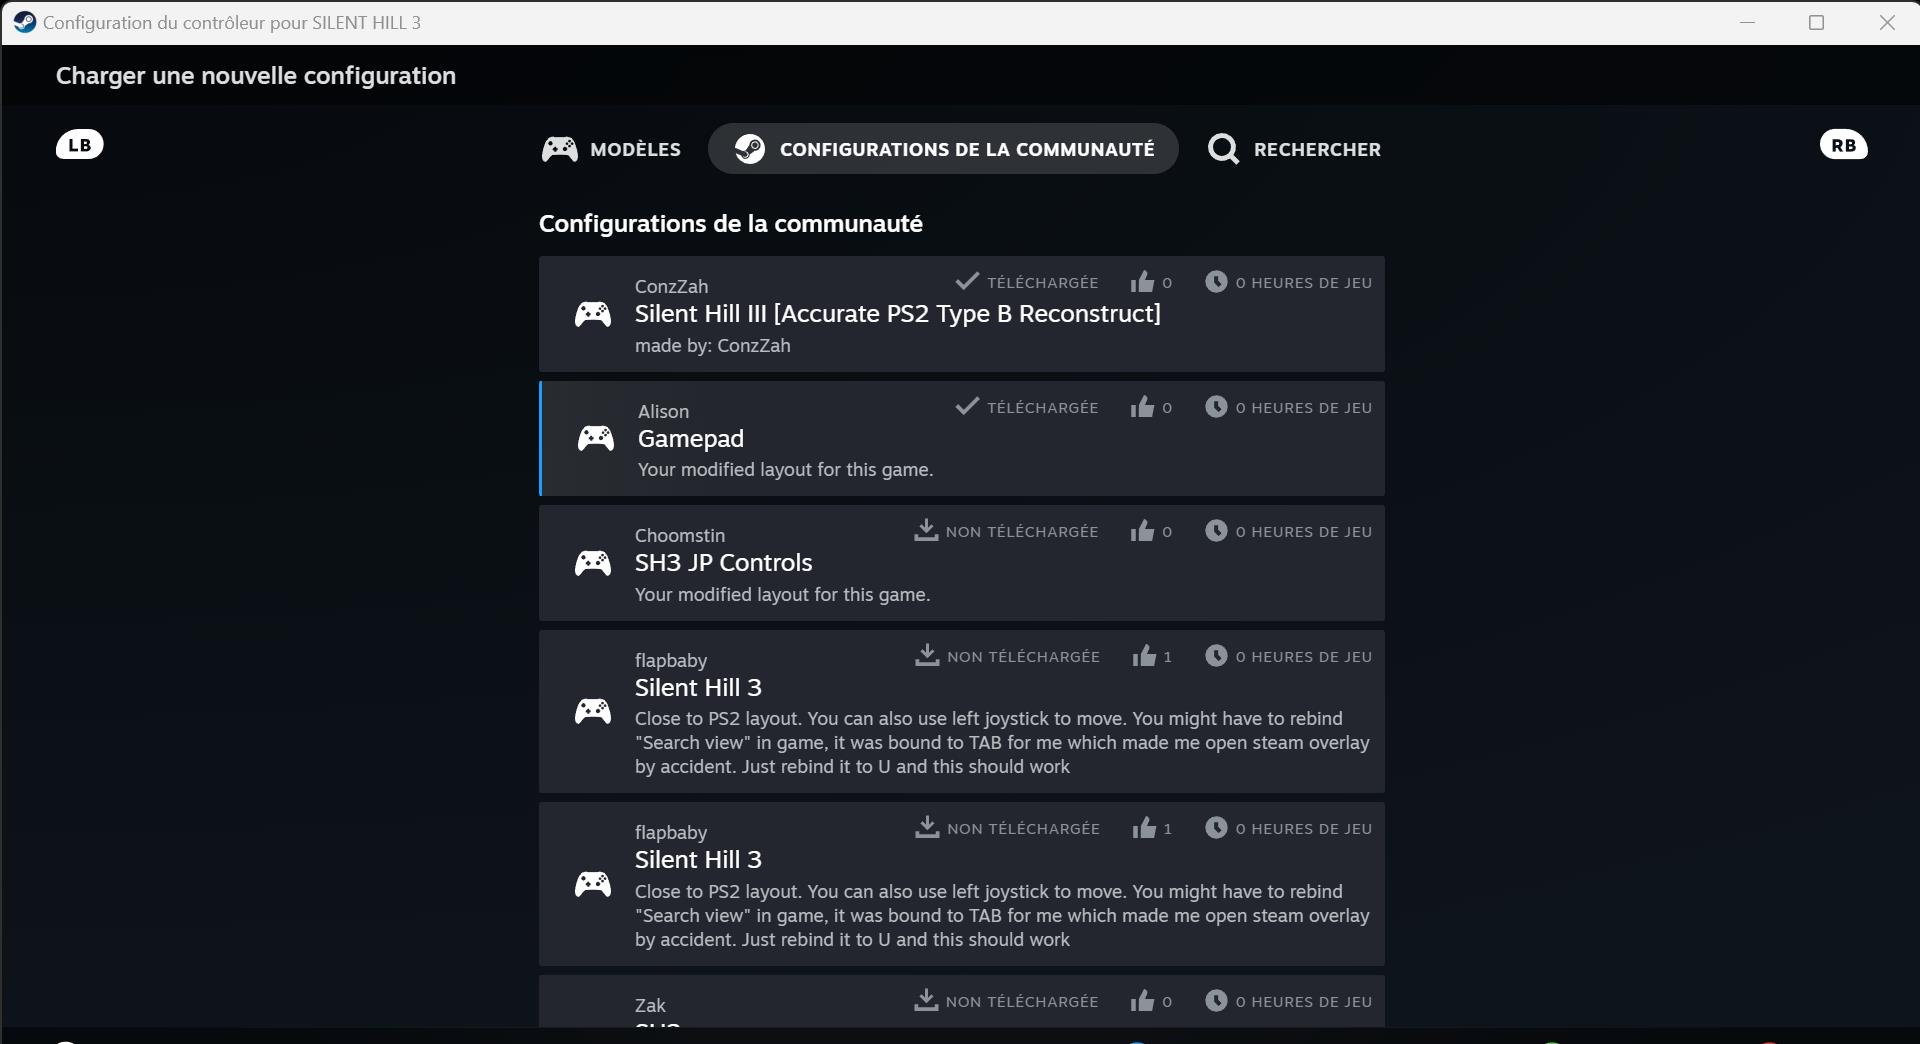 Configuration du contrôleur pour SILENT HILL 3
Charger une nouvelle configuration
LB
MODÈLES
CONFIGURATIONS DE LA COMMUNAUTÉ
RECHERCHER
RB
Configurations de la communauté
ConzZah
TÉLÉCHARGÉE
0
0 HEURES DE JEU
Silent Hill III [Accurate PS2 Type B Reconstruct]
made by: ConzZah
Alison
TÉLÉCHARGÉE
0
0 HEURES DE JEU
Gamepad
Your modified layout for this game.
Choomstin
NON TÉLÉCHARGÉE
0
0 HEURES DE JEU
SH3 JP Controls
Your modified layout for this game.
flapbaby
NON TÉLÉCHARGÉE
1
0 HEURES DE JEU
Silent Hill 3
Close to PS2 layout. You can also use left joystick to move. You might have to rebind
"Search view" in game, it was bound to TAB for me which made me open steam overlay
by accident. Just rebind it to U and this should work
flapbaby
NON TÉLÉCHARGÉE
1
0 HEURES DE JEU
Silent Hill 3
Close to PS2 layout. You can also use left joystick to move. You might have to rebind
"Search view" in game, it was bound to TAB for me which made me open steam overlay
by accident. Just rebind it to U and this should work
Zak
NON TÉLÉCHARGÉE
0
0 HEURES DE JEU